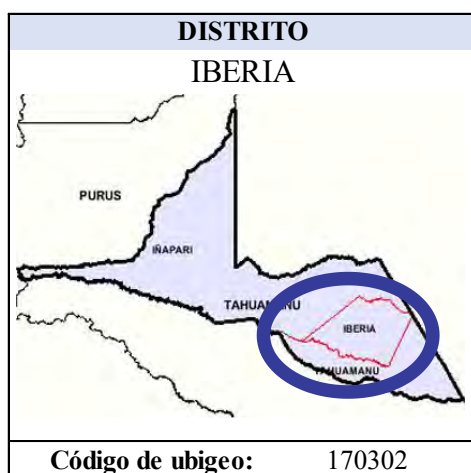 DISTRITO
IBERIA
PURUS
IÑAPARI
TAHUAMANU
IBERIA
TAHUAMANU
Código de ubigeo: 170302